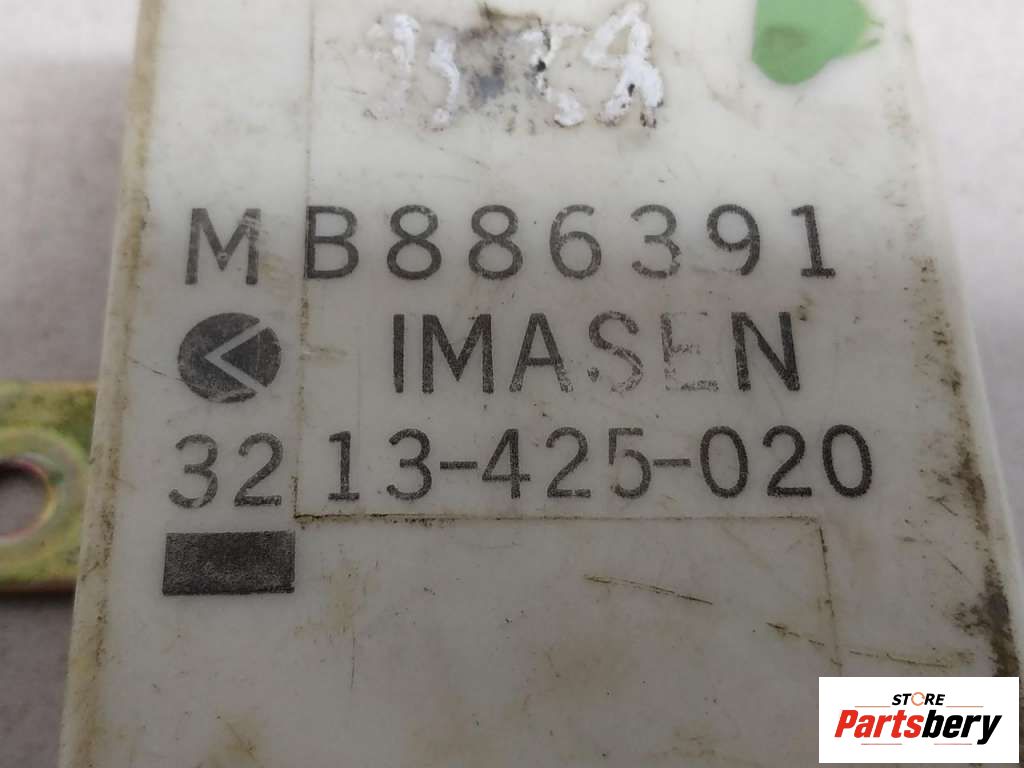 MB886391
IMASEN
3213-425-020
STORE
Partsbery